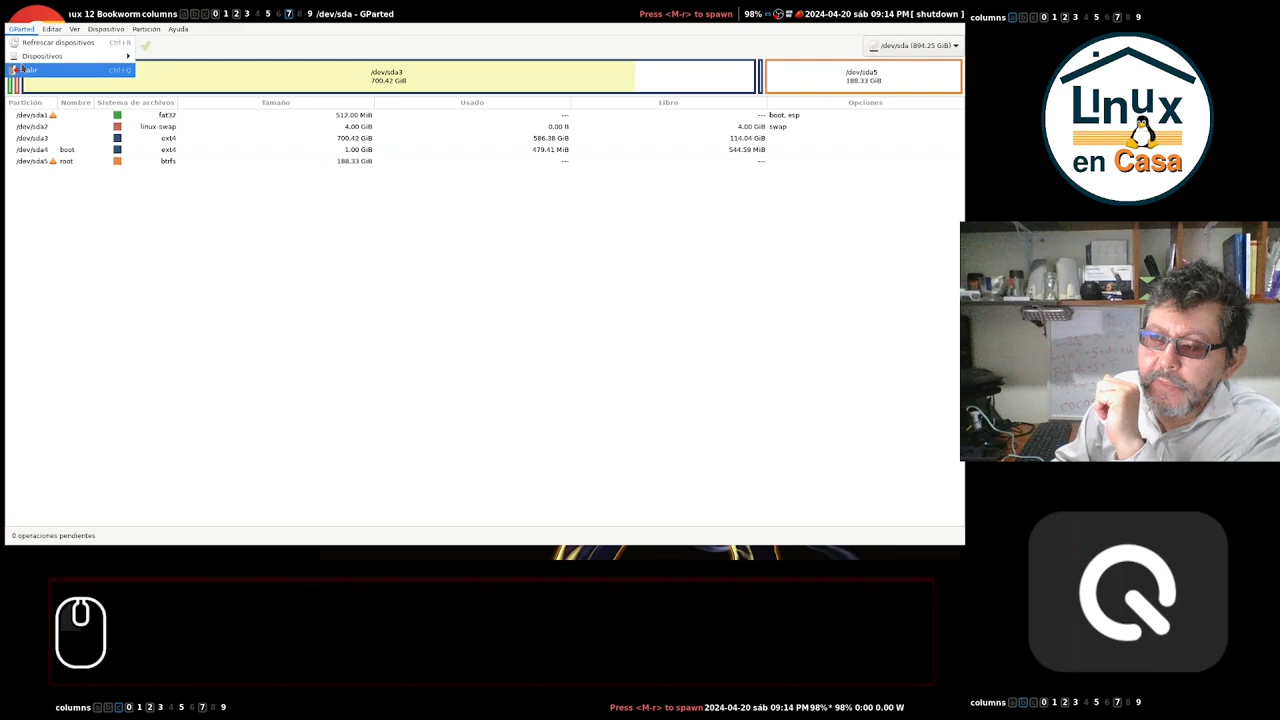 nux 12 Bookworm columns a b c 0 1 2 3 4 5 6 7 8 9 /dev/sda - GParted
Press <M-r> to spawn 98% 2024-04-20 sáb 09:14 PM [ shutdown ]
columns a b c 0 1 2 3 4 5 6 7 8 9
GParted Editar Ver Dispositivo Partición Ayuda
Refrescar dispositivos Ctrl+R
Dispositivos
alir Ctrl+Q
/dev/sda (894.25 GiB)
/dev/sda3
700.42 GiB
/dev/sda5
188.33 GiB
Partición Nombre Sistema de archivos Tamaño Usado Libre Opciones
/dev/sda1 fat32 512.00 MiB --- --- boot, esp
/dev/sda2 linux-swap 4.00 GiB 0.00 B 4.00 GiB swap
/dev/sda3 ext4 700.42 GiB 586.38 GiB 114.04 GiB
/dev/sda4 boot ext4 1.00 GiB 479.41 MiB 544.59 MiB
/dev/sda5 root btrfs 188.33 GiB --- ---
0 operaciones pendientes
Linux
en Casa
columns a b c 0 1 2 3 4 5 6 7 8 9
Press <M-r> to spawn 2024-04-20 sáb 09:14 PM 98%* 98% 0:00 0.00 W
columns a b c 0 1 2 3 4 5 6 7 8 9